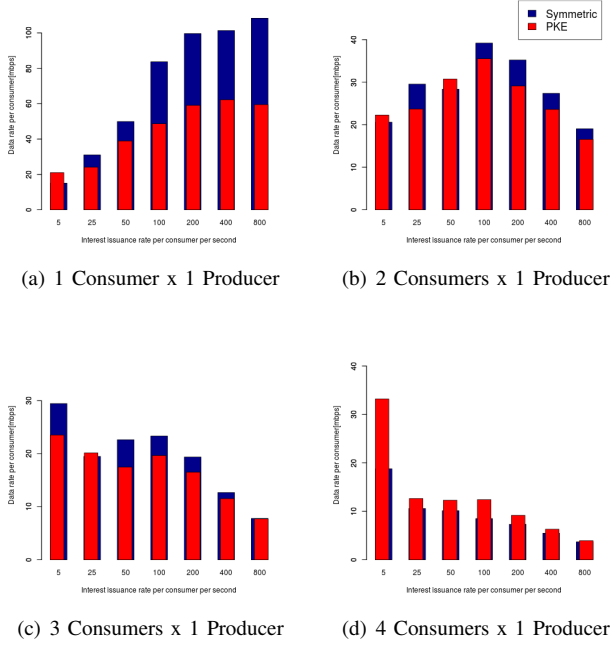 Symmetric
PKE
Data rate per consumer[mbps]
0 20 40 60 80 100
5 25 50 100 200 400 800
Interest issuance rate per consumer per second
(a) 1 Consumer x 1 Producer
Data rate per consumer[mbps]
0 10 20 30 40
5 25 50 100 200 400 800
Interest issuance rate per consumer per second
(b) 2 Consumers x 1 Producer
Data rate per consumer[mbps]
0 10 20 30
5 25 50 100 200 400 800
Interest issuance rate per consumer per second
(c) 3 Consumers x 1 Producer
Data rate per consumer[mbps]
0 10 20 30 40
5 25 50 100 200 400 800
Interest issuance rate per consumer per second
(d) 4 Consumers x 1 Producer